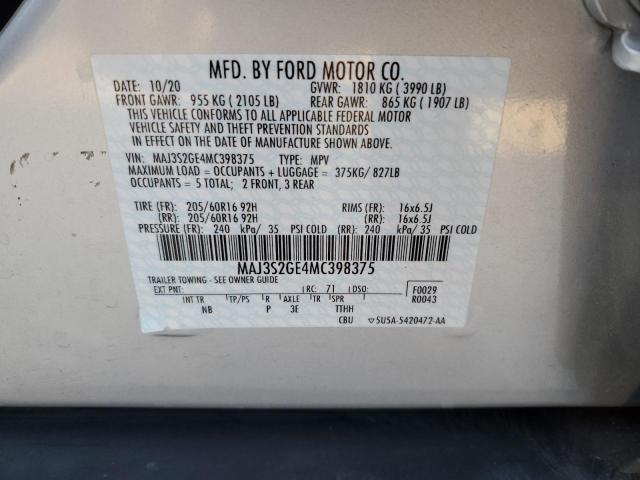 MFD. BY FORD MOTOR CO.
DATE: 10/20 GVWR: 1810 KG ( 3990 LB)
FRONT GAWR: 955 KG ( 2105 LB) REAR GAWR: 865 KG ( 1907 LB)
THIS VEHICLE CONFORMS TO ALL APPLICABLE FEDERAL MOTOR
VEHICLE SAFETY AND THEFT PREVENTION STANDARDS
IN EFFECT ON THE DATE OF MANUFACTURE SHOWN ABOVE.
VIN: MAJ3S2GE4MC398375 TYPE: MPV
MAXIMUM LOAD = OCCUPANTS + LUGGAGE = 375KG/ 827LB
OCCUPANTS = 5 TOTAL; 2 FRONT, 3 REAR
TIRE (FR): 205/60R16 92H RIMS (FR): 16x6.5J
(RR): 205/60R16 92H (RR): 16x6.5J
PRESSURE (FR): 240 kPa/ 35 PSI COLD (RR): 240 kPa/ 35 PSI COLD
MAJ3S2GE4MC398375
TRAILER TOWING - SEE OWNER GUIDE
EXT PNT: RC: 71 DSO: F0029
R0043
INT TR TP/PS R AXLE TR SPR
NB P 3E TTHH
CBU ▽SU5A-5420472-AA